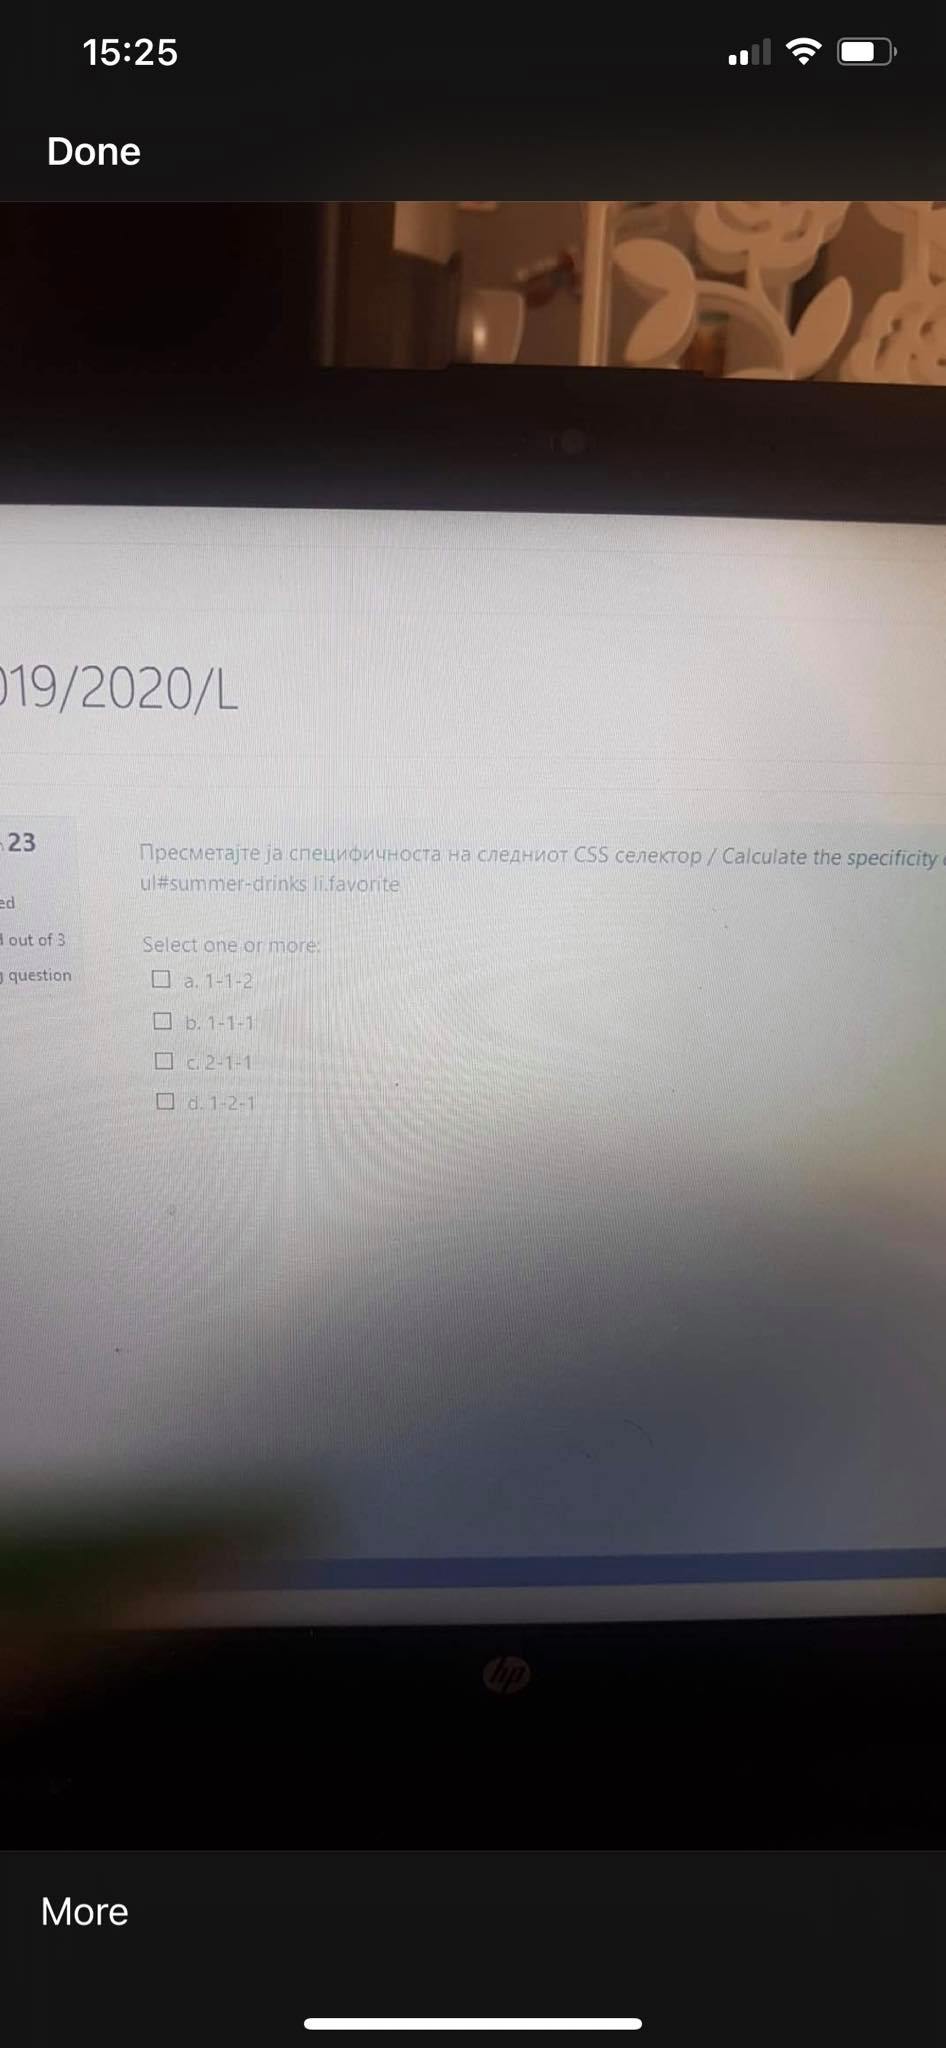 15:25
Done
019/2020/L
23
ed
out of 3
question
Пресметајте ја специфичноста на следниот CSS селектор / Calculate the specificity
ul#summer-drinks li.favorite
Select one or more:
a. 1-1-2
b. 1-1-1
c. 2-1-1
d. 1-2-1
hp
More